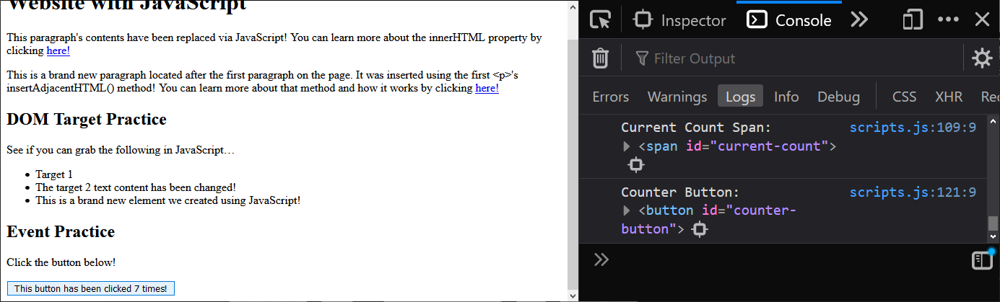 Website with JavaScript
This paragraph's contents have been replaced via JavaScript! You can learn more about the innerHTML property by
clicking here!
This is a brand new paragraph located after the first paragraph on the page. It was inserted using the first <p>'s
insertAdjacentHTML() method! You can learn more about that method and how it works by clicking here!
DOM Target Practice
See if you can grab the following in JavaScript…
• Target 1
• The target 2 text content has been changed!
• This is a brand new element we created using JavaScript!
Event Practice
Click the button below!
This button has been clicked 7 times!
Inspector Console
Filter Output
Errors Warnings Logs Info Debug CSS XHR
Current Count Span: scripts.js:109:9
<span id="current-count">
Counter Button: scripts.js:121:9
<button id="counter-
button">